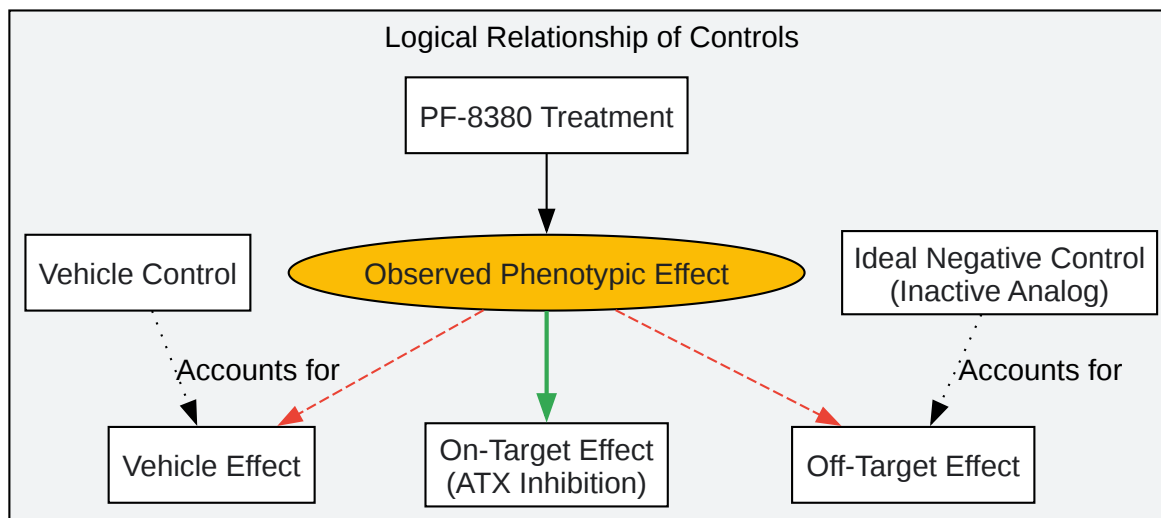 Logical Relationship of Controls
PF-8380 Treatment
Vehicle Control
Observed Phenotypic Effect
Ideal Negative Control
(Inactive Analog)
Accounts for
Accounts for
Vehicle Effect
On-Target Effect
(ATX Inhibition)
Off-Target Effect